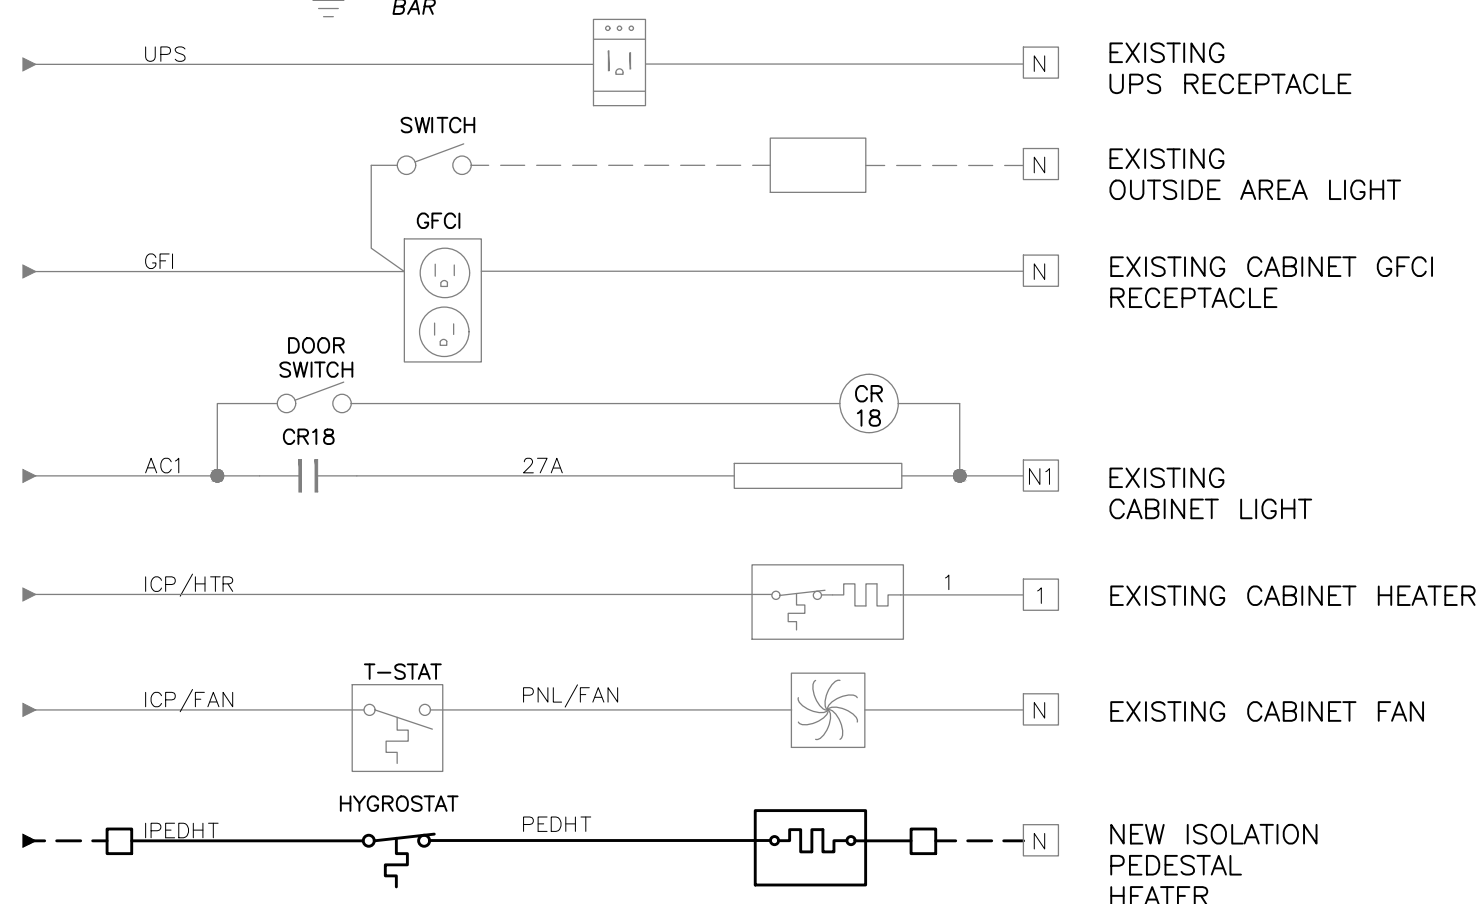 BAR
UPS
N
EXISTING
UPS RECEPTACLE
SWITCH
N
EXISTING
OUTSIDE AREA LIGHT
GFCI
GFI
N
EXISTING CABINET GFCI
RECEPTACLE
DOOR
SWITCH
CR
18
CR18
AC1
27A
N1
EXISTING
CABINET LIGHT
ICP/HTR
1
1
EXISTING CABINET HEATER
T-STAT
ICP/FAN
PNL/FAN
N
EXISTING CABINET FAN
HYGROSTAT
IPEDHT
PEDHT
N
NEW ISOLATION
PEDESTAL
HEATER